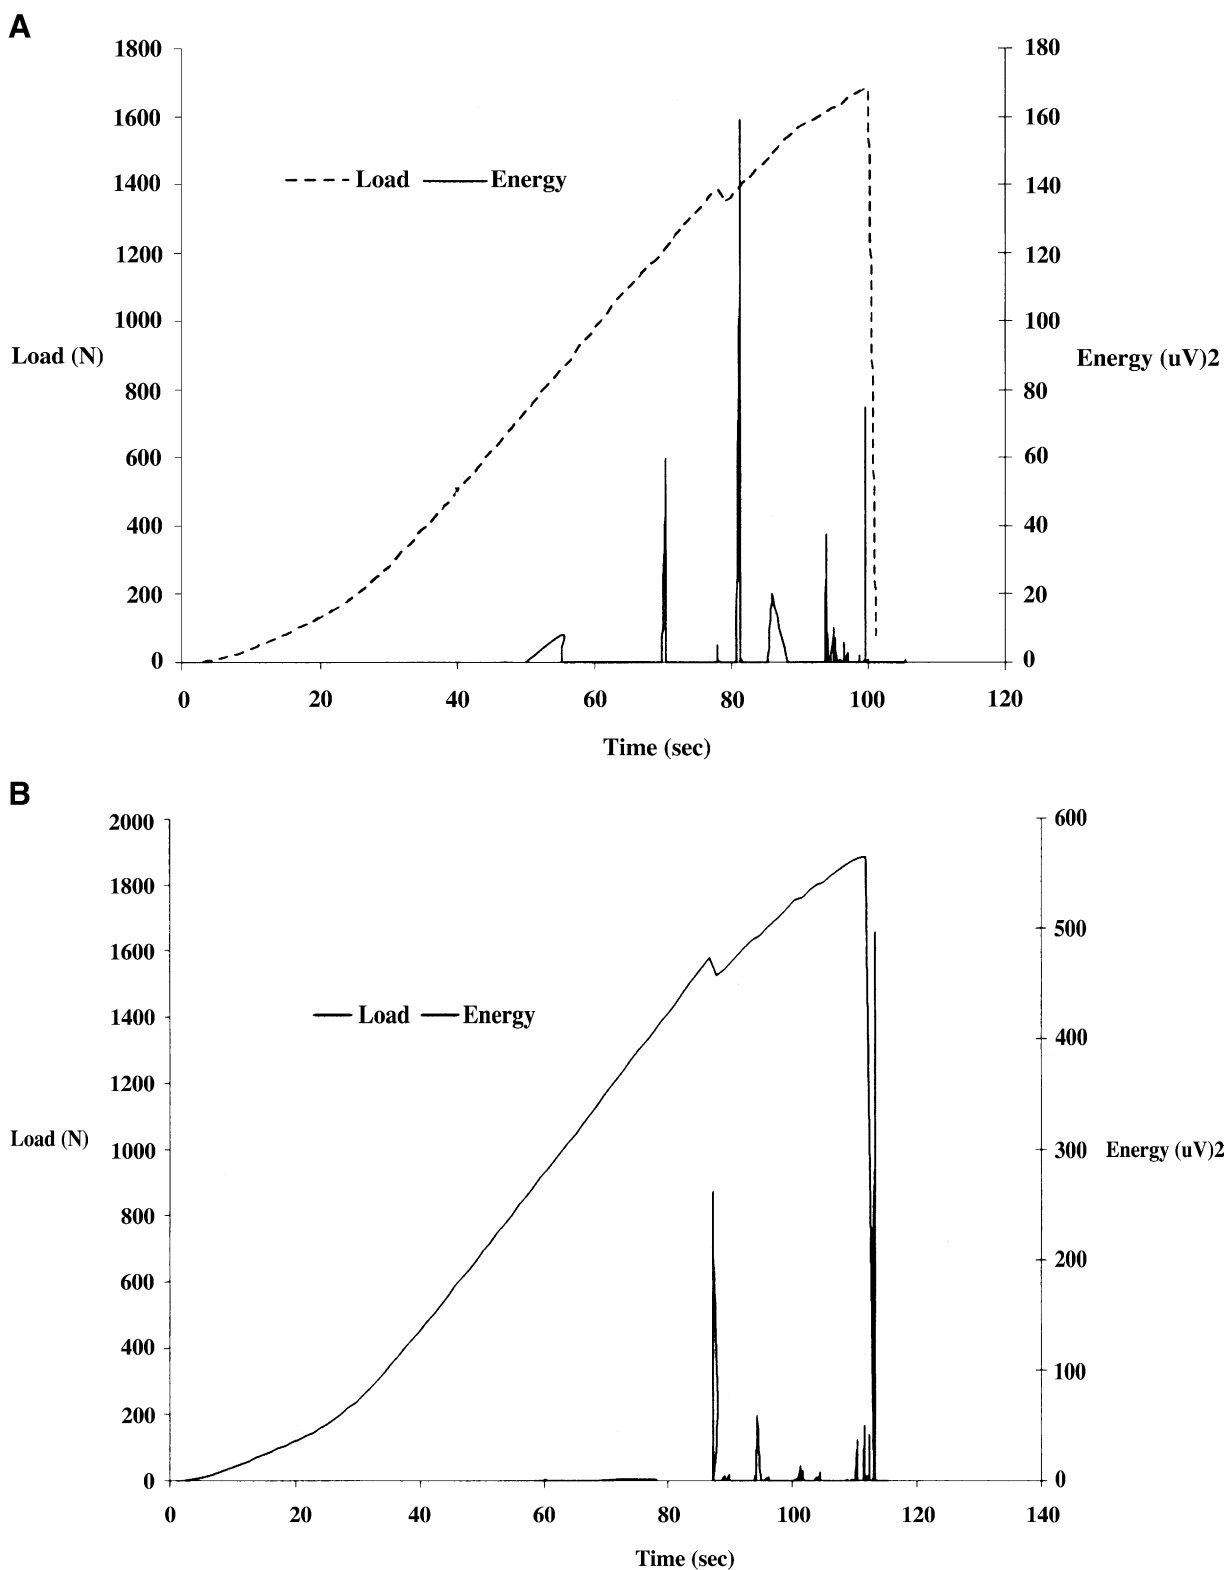 A
1800 180
1600 160
Load Energy
1400 140
1200 120
1000 100
Load (N) Energy (uV)2
800 80
600 60
400 40
200 20
0 0
0 20 40 60 80 100 120
Time (sec)
B
2000 600
1800
500
1600
Load Energy
1400
400
1200
Load (N)
1000 300 Energy (uV)2
800
200
600
400
100
200
0 0
0 20 40 60 80 100 120 140
Time (sec)